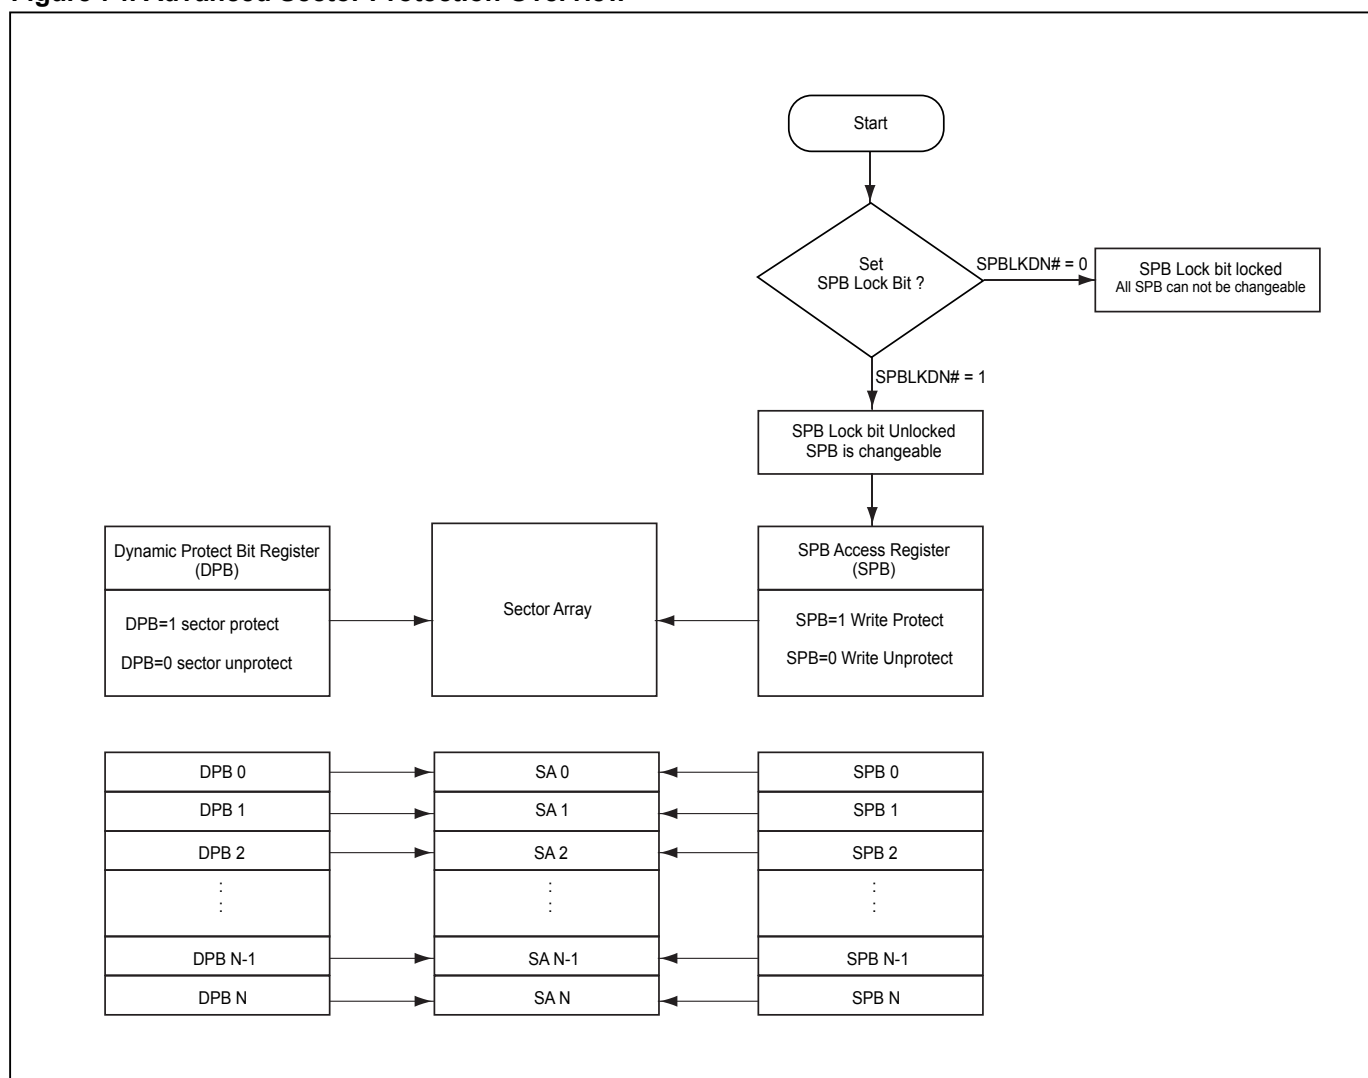 Advanced Sector Protection Overview
Start
Set
SPB Lock Bit ?
SPBLKDN# = 0
SPB Lock bit locked
All SPB can not be changeable
SPBLKDN# = 1
SPB Lock bit Unlocked
SPB is changeable
Dynamic Protect Bit Register
(DPB)
DPB=1 sector protect
DPB=0 sector unprotect
Sector Array
SPB Access Register
(SPB)
SPB=1 Write Protect
SPB=0 Write Unprotect
DPB 0
SA 0
SPB 0
DPB 1
SA 1
SPB 1
DPB 2
SA 2
SPB 2
DPB N-1
SA N-1
SPB N-1
DPB N
SA N
SPB N